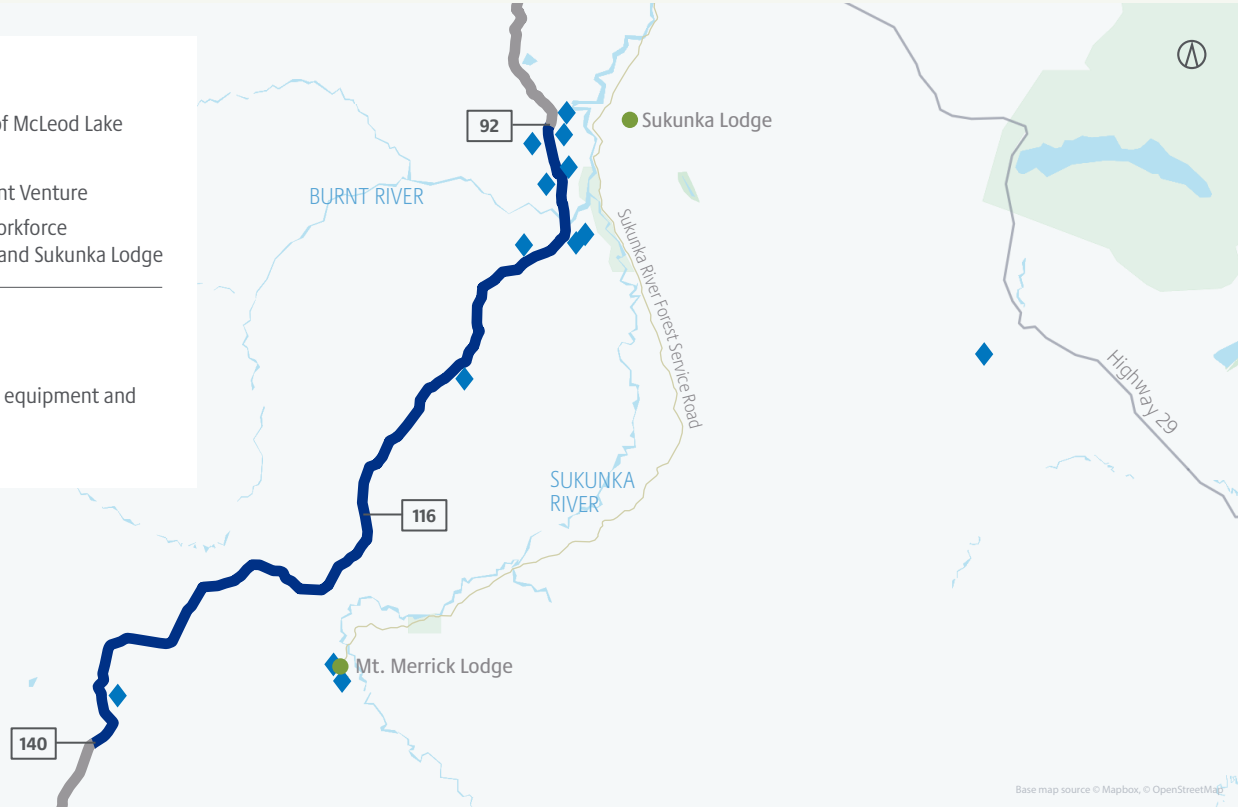 of McLeod Lake
nt Venture
orkforce
and Sukunka Lodge
equipment and
92
Sukunka Lodge
BURNT RIVER
Sukunka River Forest Service Road
Highway 29
SUKUNKA
RIVER
116
Mt. Merrick Lodge
140
Base map source © Mapbox, © OpenStreetMap